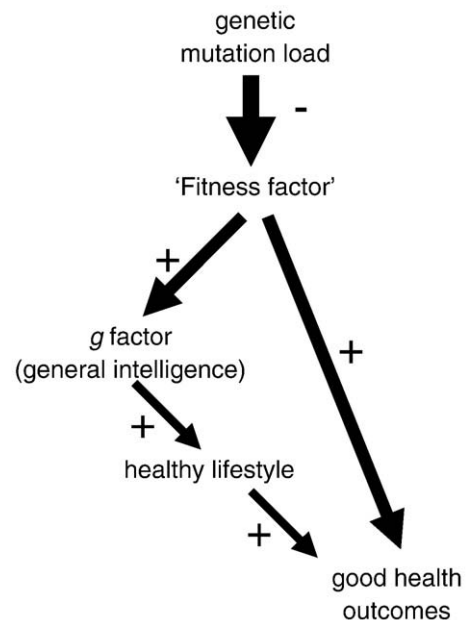 genetic
mutation load
-
'Fitness factor'
+
g factor
(general intelligence)
+
+
healthy lifestyle
+
good health
outcomes